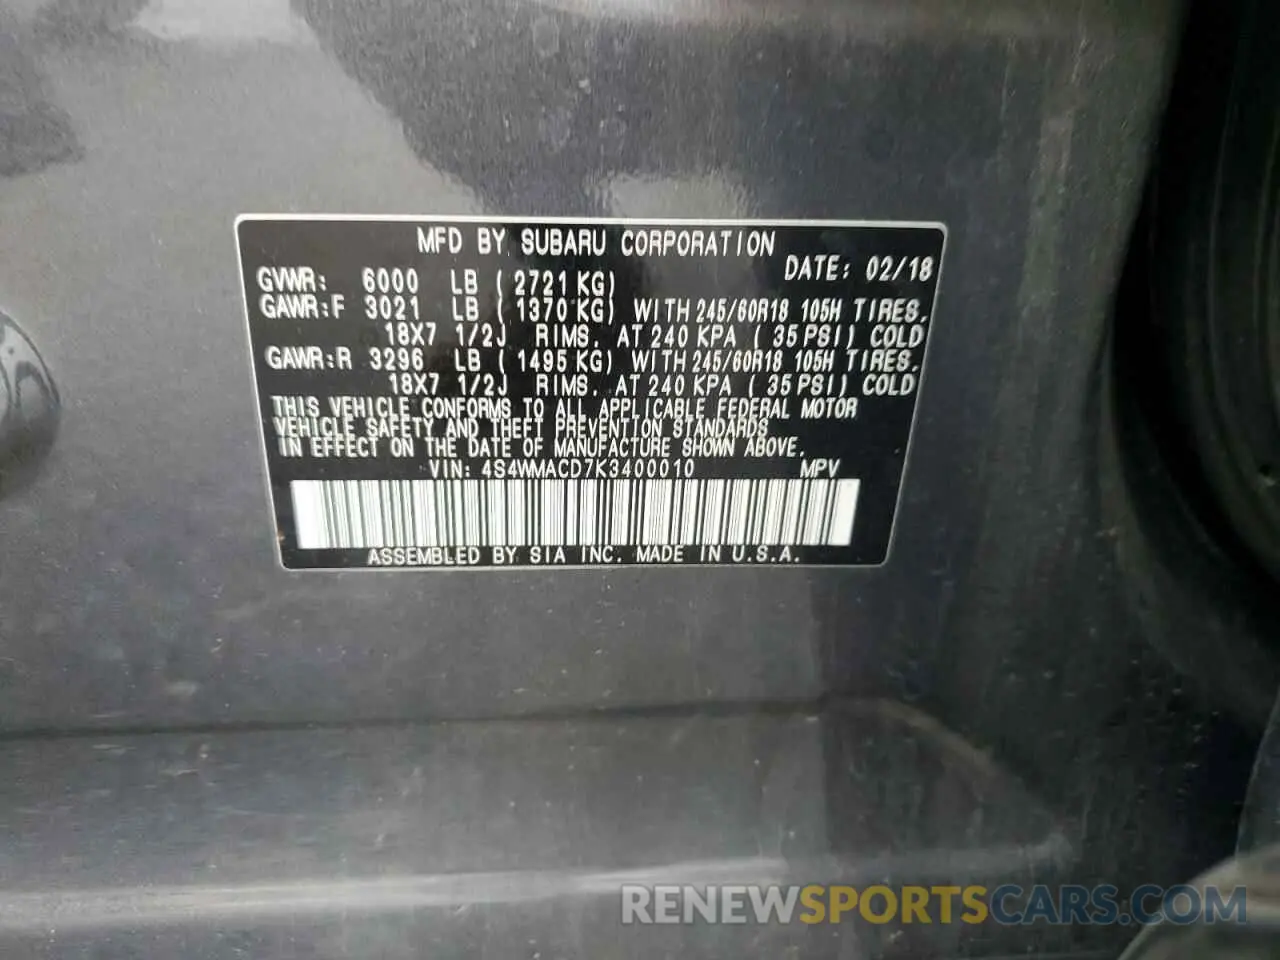 MFD BY SUBARU CORPORATION
DATE: 02/18
GVWR: 6000 LB ( 2721 KG)
GAWR:F 3021 LB ( 1370 KG) WITH 245/60R18 105H TIRES,
18X7 1/2J RIMS, AT 240 KPA ( 35 PSI) COLD
GAWR:R 3296 LB ( 1495 KG) WITH 245/60R18 105H TIRES,
18X7 1/2J RIMS, AT 240 KPA ( 35 PSI) COLD
THIS VEHICLE CONFORMS TO ALL APPLICABLE FEDERAL MOTOR
VEHICLE SAFETY AND THEFT PREVENTION STANDARDS
IN EFFECT ON THE DATE OF MANUFACTURE SHOWN ABOVE.
VIN: 4S4WMACD7K3400010 MPV
ASSEMBLED BY SIA INC. MADE IN U.S.A.
RENEWSPORTSCARS.COM